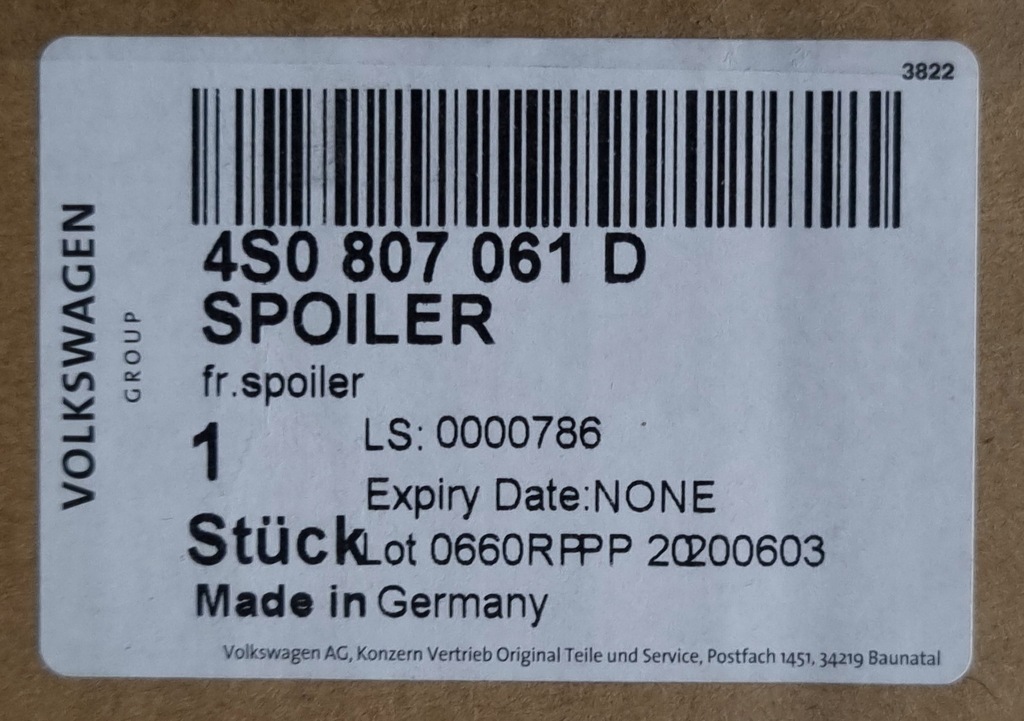 3822
VOLKSWAGEN
GROUP
4S0 807 061 D
SPOILER
fr.spoiler
1
LS: 0000786
Expiry Date:NONE
Stück
Lot 0660RPPP 20200603
Made in Germany
Volkswagen AG, Konzern Vertrieb Original Teile und Service, Postfach 1451, 34219 Baunatal